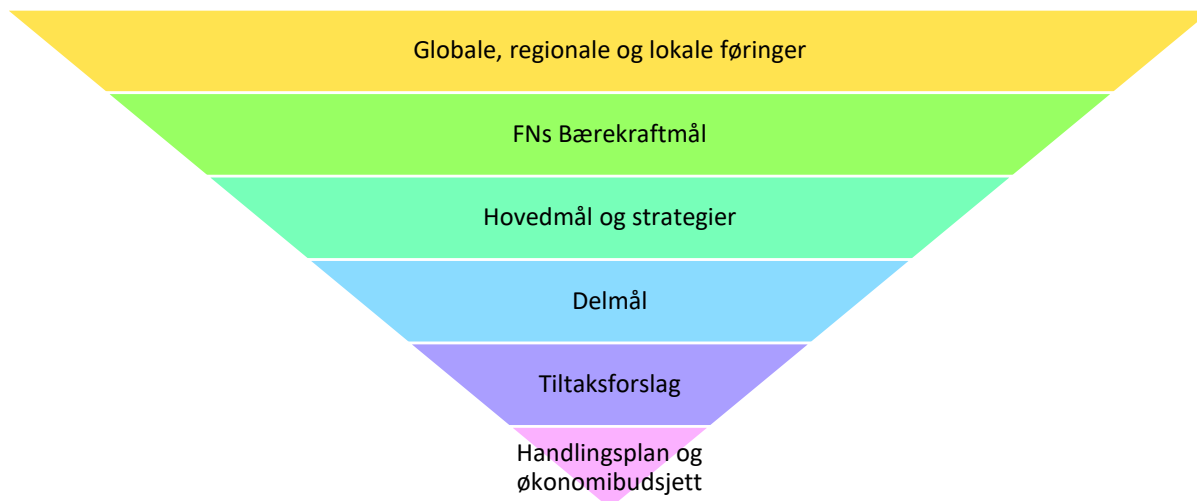 Globale, regionale og lokale føringer
FNs Bærekraftmål
Hovedmål og strategier
Delmål
Tiltaksforslag
Handlingsplan og
økonomibudsjett